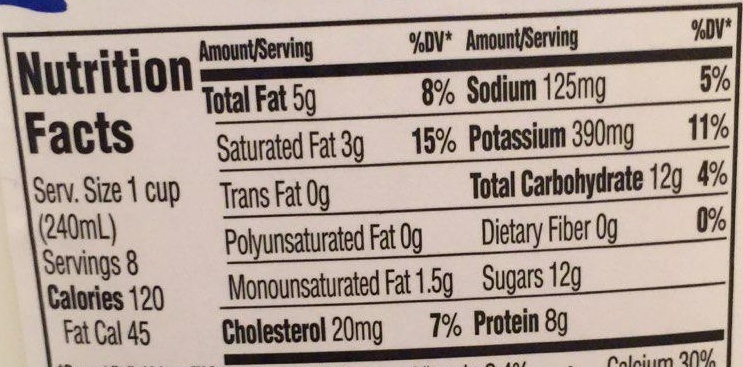 Nutrition Facts
Serv. Size 1 cup
(240mL)
Servings 8
Calories 120
Fat Cal 45
Amount/Serving %DV*
Total Fat 5g 8%
Saturated Fat 3g 15%
Trans Fat 0g
Polyunsaturated Fat 0g
Monounsaturated Fat 1.5g
Cholesterol 20mg 7%
Amount/Serving %DV*
Sodium 125mg 5%
Potassium 390mg 11%
Total Carbohydrate 12g 4%
Dietary Fiber 0g 0%
Sugars 12g
Protein 8g
Calcium 30%